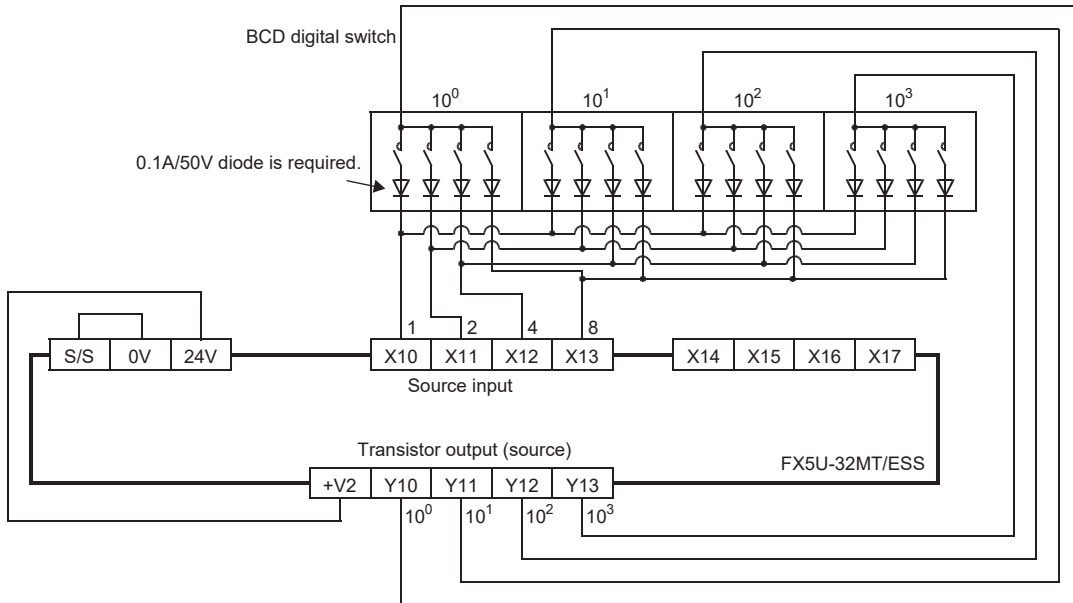 BCD digital switch
10⁰ 10¹ 10² 10³
0.1A/50V diode is required.
1 2 4 8
S/S 0V 24V X10 X11 X12 X13 X14 X15 X16 X17
Source input
Transistor output (source)
FX5U-32MT/ESS
+V2 Y10 Y11 Y12 Y13
10⁰ 10¹ 10² 10³